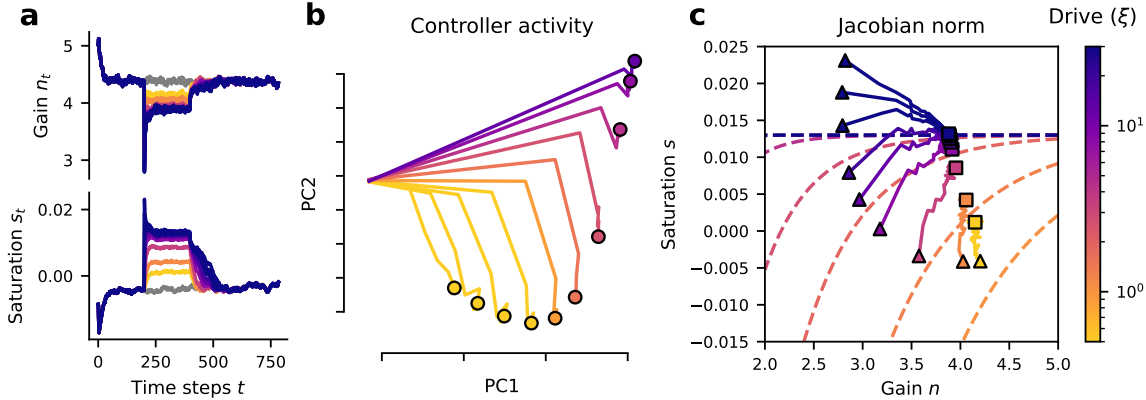 a
Gain n_t
5
4
3
Saturation s_t
0.02
0.00
0
250
500
750
Time steps t
b
Controller activity
PC2
PC1
c
Jacobian norm
Saturation s
0.025
0.020
0.015
0.010
0.005
0.000
−0.005
−0.010
−0.015
2.0
2.5
3.0
3.5
4.0
4.5
5.0
Gain n
Drive (ξ)
10^1
10^0